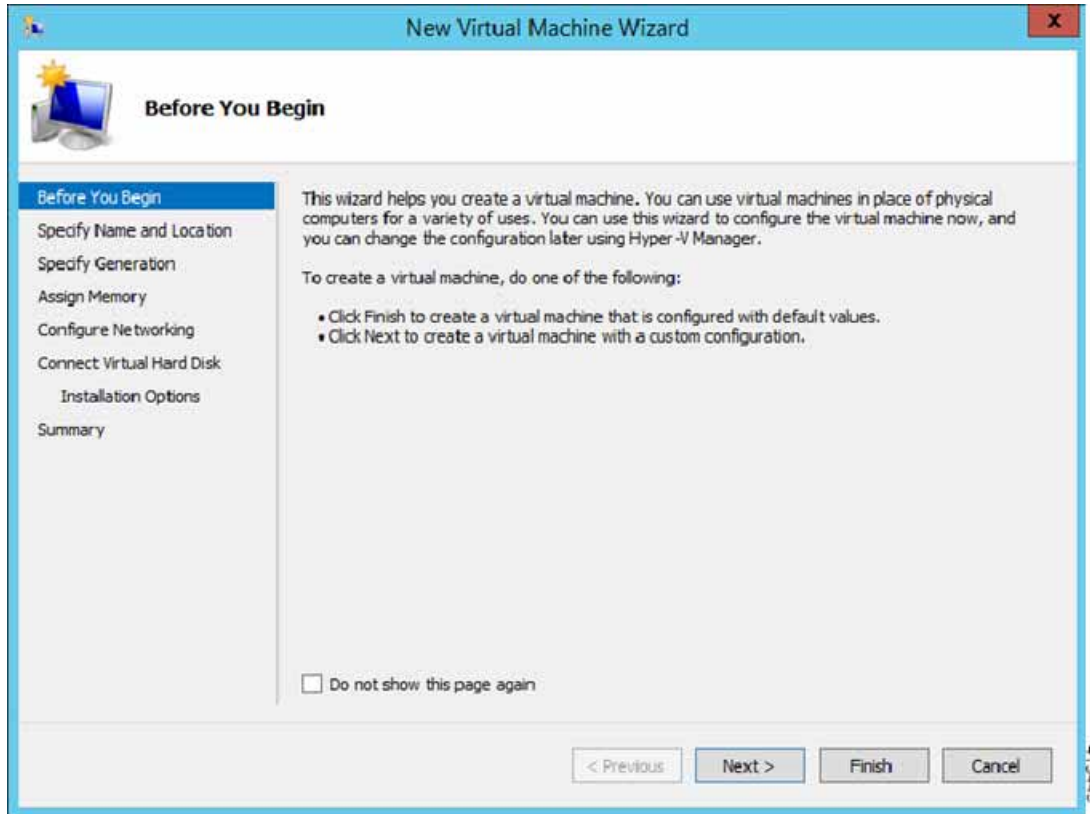 New Virtual Machine Wizard
x
Before You Begin
Before You Begin
Specify Name and Location
Specify Generation
Assign Memory
Configure Networking
Connect Virtual Hard Disk
Installation Options
Summary
This wizard helps you create a virtual machine. You can use virtual machines in place of physical
computers for a variety of uses. You can use this wizard to configure the virtual machine now, and
you can change the configuration later using Hyper-V Manager.
To create a virtual machine, do one of the following:
• Click Finish to create a virtual machine that is configured with default values.
• Click Next to create a virtual machine with a custom configuration.
Do not show this page again
< Previous
Next >
Finish
Cancel